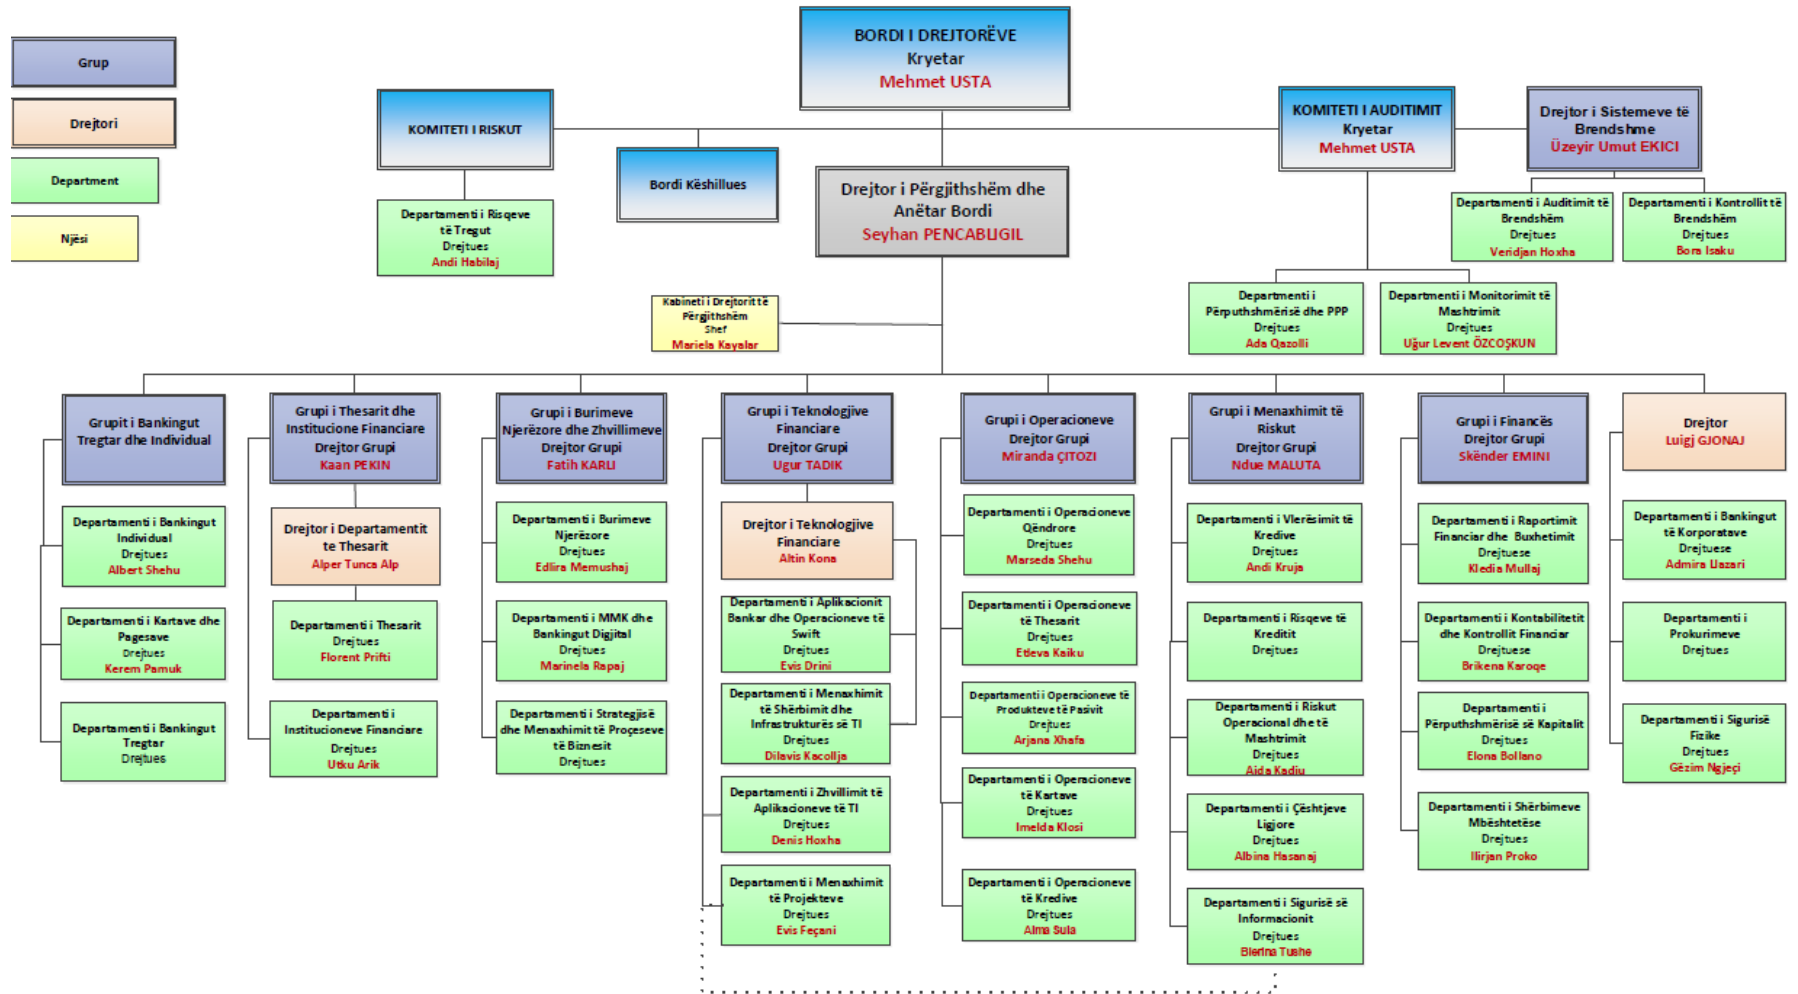 Grup
Drejtori
Department
Njësi
BORDI I DREJTORËVE
Kryetar
Mehmet USTA
KOMITETI I RISKUT
Bordi Këshillues
KOMITETI I AUDITIMIT
Kryetar
Mehmet USTA
Drejtor i Sistemeve të
Brendshme
Üzeyir Umut EKICI
Departamenti i Risqeve
të Tregut
Drejtues
Andi Habilaj
Drejtor i Përgjithshëm dhe
Anëtar Bordi
Seyhan PENCABLIGIL
Departamenti i Auditimit të
Brendshëm
Drejtues
Veridjan Hoxha
Departamenti i Kontrollit të
Brendshëm
Drejtues
Bora Isaku
Kabineti i Drejtorit të
Përgjithshëm
Shef
Mariela Kayalar
Departmenti i
Përputhshmërisë dhe PPP
Drejtues
Ada Qazolli
Departmenti i Monitorimit të
Mashtrimit
Drejtues
Uğur Levent ÖZCOŞKUN
Grupit i Bankingut
Tregtar dhe Individual
Departamenti i Bankingut
Individual
Drejtues
Albert Shehu
Departamenti i Kartave dhe
Pagesave
Drejtues
Kerem Pamuk
Departamenti i Bankingut
Tregtar
Drejtues
Grupi i Thesarit dhe
Institucione Financiare
Drejtor Grupi
Kaan PEKIN
Drejtor i Departamentit
te Thesarit
Alper Tunca Alp
Departamenti i Thesarit
Drejtues
Florent Prifti
Departamenti i
Institucioneve Financiare
Drejtues
Utku Arik
Grupi i Burimeve
Njerëzore dhe Zhvillimeve
Drejtor Grupi
Fatih KARLI
Departamenti i Burimeve
Njerëzore
Drejtues
Edlira Memushaj
Departamenti i MMK dhe
Bankingut Digjital
Drejtues
Marinela Rapaj
Departamenti i Strategjisë
dhe Menaxhimit të Proçeseve
të Biznesit
Drejtues
Grupi i Teknologjive
Financiare
Drejtor Grupi
Ugur TADIK
Drejtor i Teknologjive
Financiare
Altin Kona
Departamenti i Aplikacionit
Bankar dhe Operacioneve të
Swift
Drejtues
Evis Drini
Departamenti i Menaxhimit
të Shërbimit dhe
Infrastrukturës së TI
Drejtues
Dilavis Kacollja
Departamenti i Zhvillimit të
Aplikacioneve të TI
Drejtues
Denis Hoxha
Departamenti i Menaxhimit
të Projekteve
Drejtues
Evis Feçani
Grupi i Operacioneve
Drejtor Grupi
Miranda ÇITOZI
Departamenti i Operacioneve
Qëndrore
Drejtues
Marseda Shehu
Departamenti i Operacioneve
të Thesarit
Drejtues
Etleva Kaiku
Departamenti i Operacioneve të
Produkteve të Pasivit
Drejtues
Arjana Xhafa
Departamenti i Operacioneve
të Kartave
Drejtues
Imelda Klosi
Departamenti i Operacioneve
të Kredive
Drejtues
Alma Sula
Grupi i Menaxhimit të
Riskut
Drejtor Grupi
Ndue MALUTA
Departamenti i Vlerësimit të
Kredive
Drejtues
Andi Kruja
Departamenti i Risqeve të
Kreditit
Drejtues
Departamenti i Riskut
Operacional dhe të
Mashtrimit
Drejtues
Aida Kadiu
Departamenti i Çështjeve
Ligjore
Drejtues
Albina Hasanaj
Departamenti i Sigurisë së
Informacionit
Drejtues
Blerina Tushe
Grupi i Financës
Drejtor Grupi
Skënder EMINI
Departamenti i Raportimit
Financiar dhe Buxhetimit
Drejtuese
Kledia Mullaj
Departamenti i Kontabilitetit
dhe Kontrollit Financiar
Drejtuese
Brikena Karoqe
Departamenti i
Përputhshmërisë së Kapitalit
Drejtues
Elona Bollano
Departamenti i Shërbimeve
Mbështetëse
Drejtues
Ilirjan Proko
Drejtor
Luigj GJONAJ
Departamenti i Bankingut
të Korporatave
Drejtuese
Admira Llazari
Departamenti i
Prokurimeve
Drejtues
Departamenti i Sigurisë
Fizike
Drejtues
Gëzim Ngjeçi